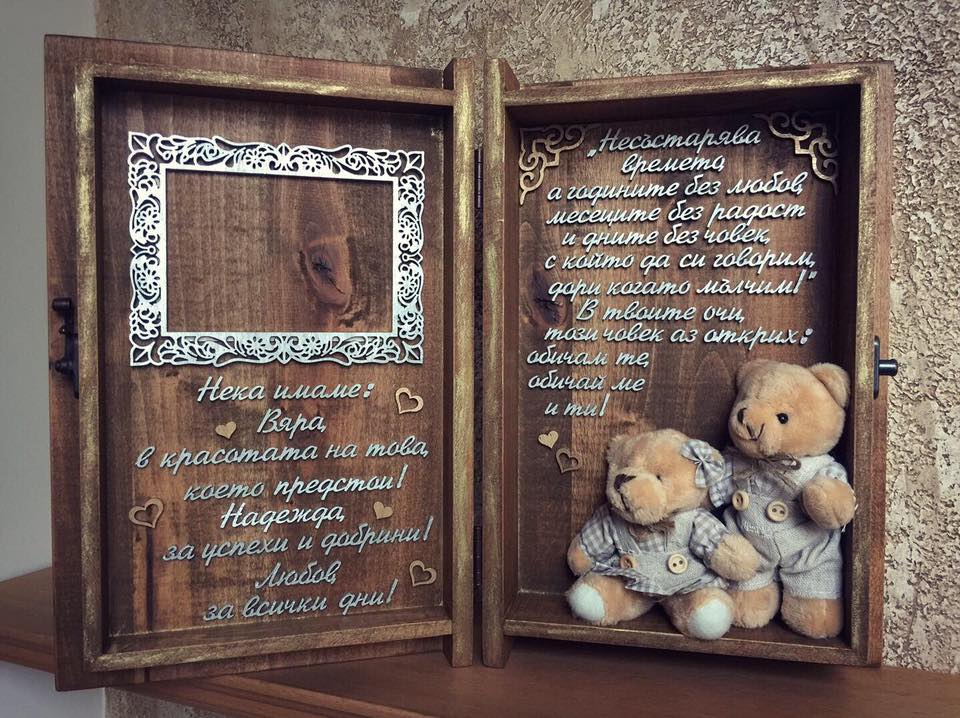 Нека имаме:
Вяра,
в красотата на това,
което предстои!
Надежда,
за успехи и добрини!
Любов,
за всички дни!
„Несъстарява
времето,
а годините без любов,
месеците без радост
и дните без човек,
с който да си говорим,
дори когато мълчим!"
В твоите очи,
този човек аз открих:
обичам те,
обичай ме
и ти!